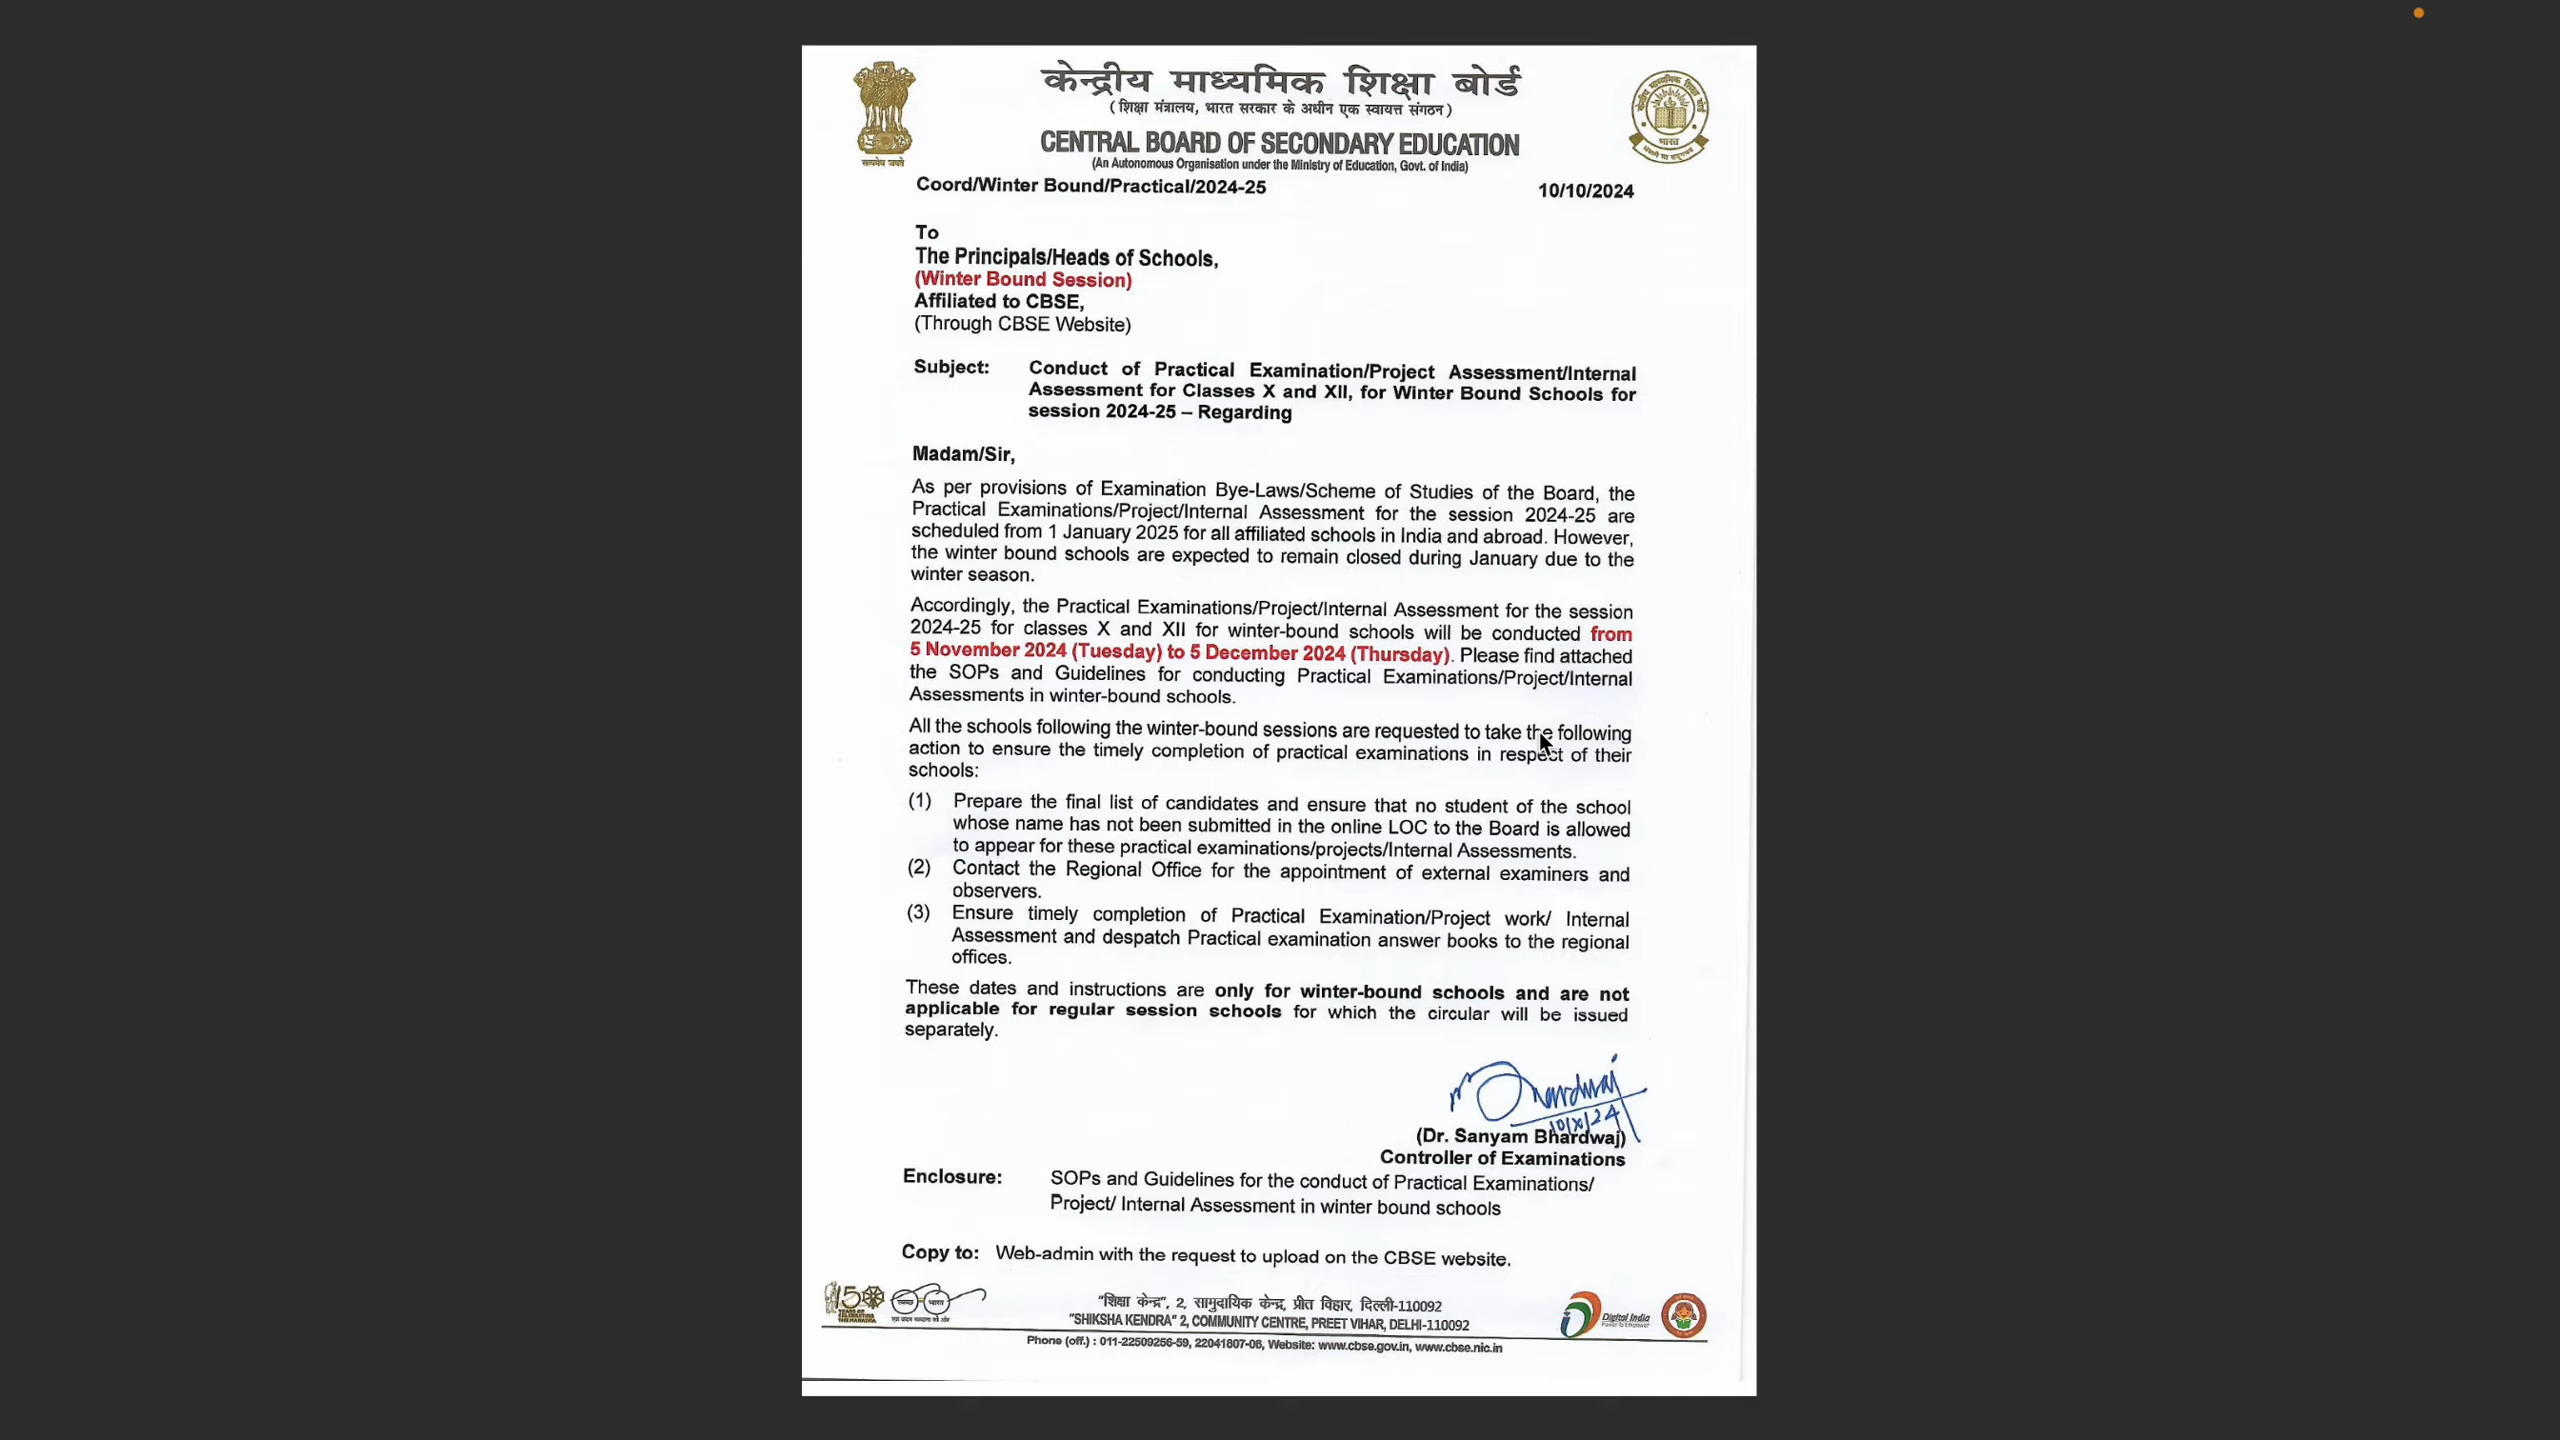 केन्द्रीय माध्यमिक शिक्षा बोर्ड
(शिक्षा मंत्रालय, भारत सरकार के अधीन एक स्वायत्त संगठन)
CENTRAL BOARD OF SECONDARY EDUCATION
(An Autonomous Organisation under the Ministry of Education, Govt. of India)
सत्यमेव जयते
भारत
Coord/Winter Bound/Practical/2024-25 10/10/2024
To
The Principals/Heads of Schools,
(Winter Bound Session)
Affiliated to CBSE,
(Through CBSE Website)
Subject: Conduct of Practical Examination/Project Assessment/Internal
Assessment for Classes X and XII, for Winter Bound Schools for
session 2024-25 – Regarding
Madam/Sir,
As per provisions of Examination Bye-Laws/Scheme of Studies of the Board, the
Practical Examinations/Project/Internal Assessment for the session 2024-25 are
scheduled from 1 January 2025 for all affiliated schools in India and abroad. However,
the winter bound schools are expected to remain closed during January due to the
winter season.
Accordingly, the Practical Examinations/Project/Internal Assessment for the session
2024-25 for classes X and XII for winter-bound schools will be conducted from
5 November 2024 (Tuesday) to 5 December 2024 (Thursday). Please find attached
the SOPs and Guidelines for conducting Practical Examinations/Project/Internal
Assessments in winter-bound schools.
All the schools following the winter-bound sessions are requested to take the following
action to ensure the timely completion of practical examinations in respect of their
schools:
(1) Prepare the final list of candidates and ensure that no student of the school
whose name has not been submitted in the online LOC to the Board is allowed
to appear for these practical examinations/projects/Internal Assessments.
(2) Contact the Regional Office for the appointment of external examiners and
observers.
(3) Ensure timely completion of Practical Examination/Project work/ Internal
Assessment and despatch Practical examination answer books to the regional
offices.
These dates and instructions are only for winter-bound schools and are not
applicable for regular session schools for which the circular will be issued
separately.
10/X/24
(Dr. Sanyam Bhardwaj)
Controller of Examinations
Enclosure: SOPs and Guidelines for the conduct of Practical Examinations/
Project/ Internal Assessment in winter bound schools
Copy to: Web-admin with the request to upload on the CBSE website.
150
स्वच्छ भारत
एक कदम स्वच्छता की ओर
"शिक्षा केन्द्र", 2, सामुदायिक केन्द्र, प्रीत विहार, दिल्ली-110092
"SHIKSHA KENDRA" 2, COMMUNITY CENTRE, PREET VIHAR, DELHI-110092
Digital India
Power To Empower
Phone (off.) : 011-22509256-59, 22041807-08, Website: www.cbse.gov.in, www.cbse.nic.in